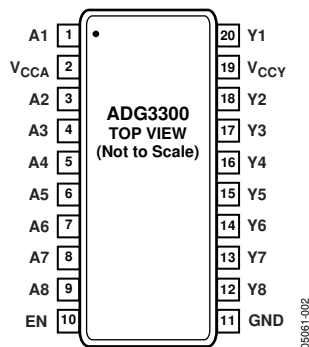 A1 1 20 Y1
VCCA 2 19 VCCY
A2 3 18 Y2
A3 4 17 Y3
A4 5 16 Y4
A5 6 15 Y5
A6 7 14 Y6
A7 8 13 Y7
A8 9 12 Y8
EN 10 11 GND
ADG3300
TOP VIEW
(Not to Scale)
05061-002